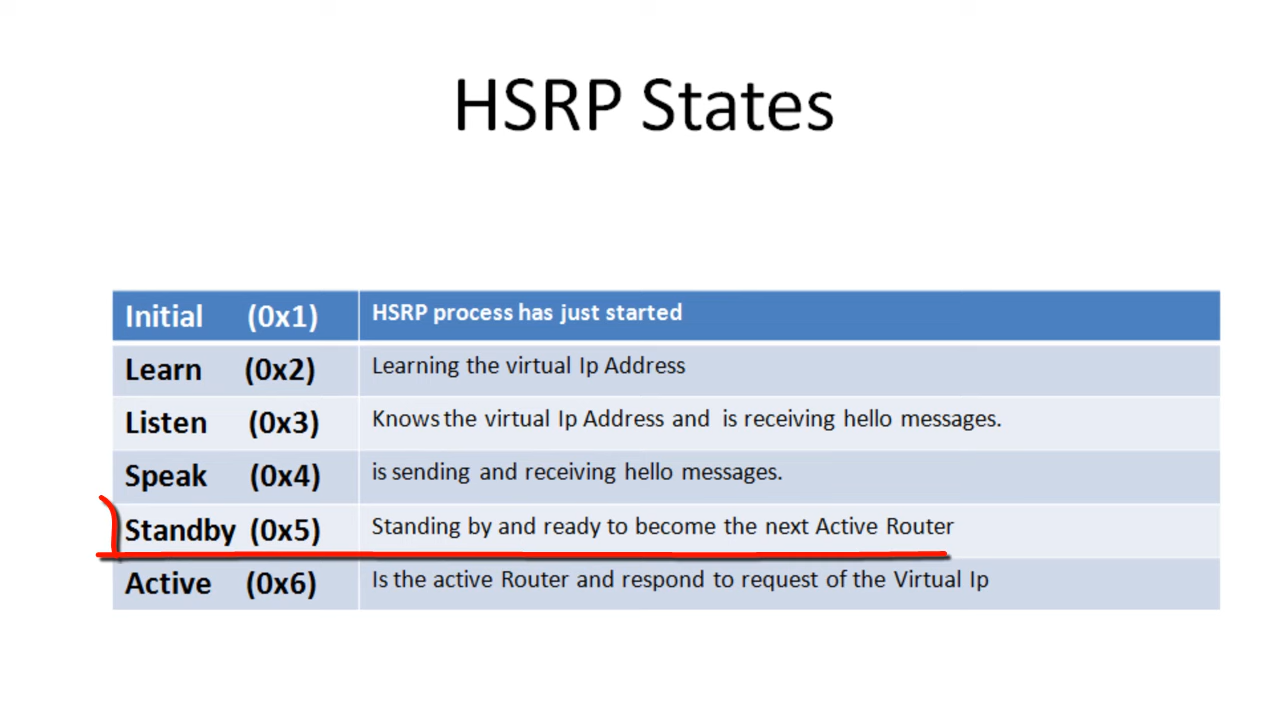 HSRP States
Initial (0x1) HSRP process has just started
Learn (0x2) Learning the virtual Ip Address
Listen (0x3) Knows the virtual Ip Address and is receiving hello messages.
Speak (0x4) is sending and receiving hello messages.
Standby (0x5) Standing by and ready to become the next Active Router
Active (0x6) Is the active Router and respond to request of the Virtual Ip